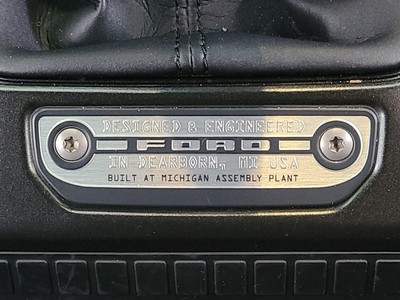 DESIGNED & ENGINEERED
FORD
IN DEARBORN, MI USA
BUILT AT MICHIGAN ASSEMBLY PLANT